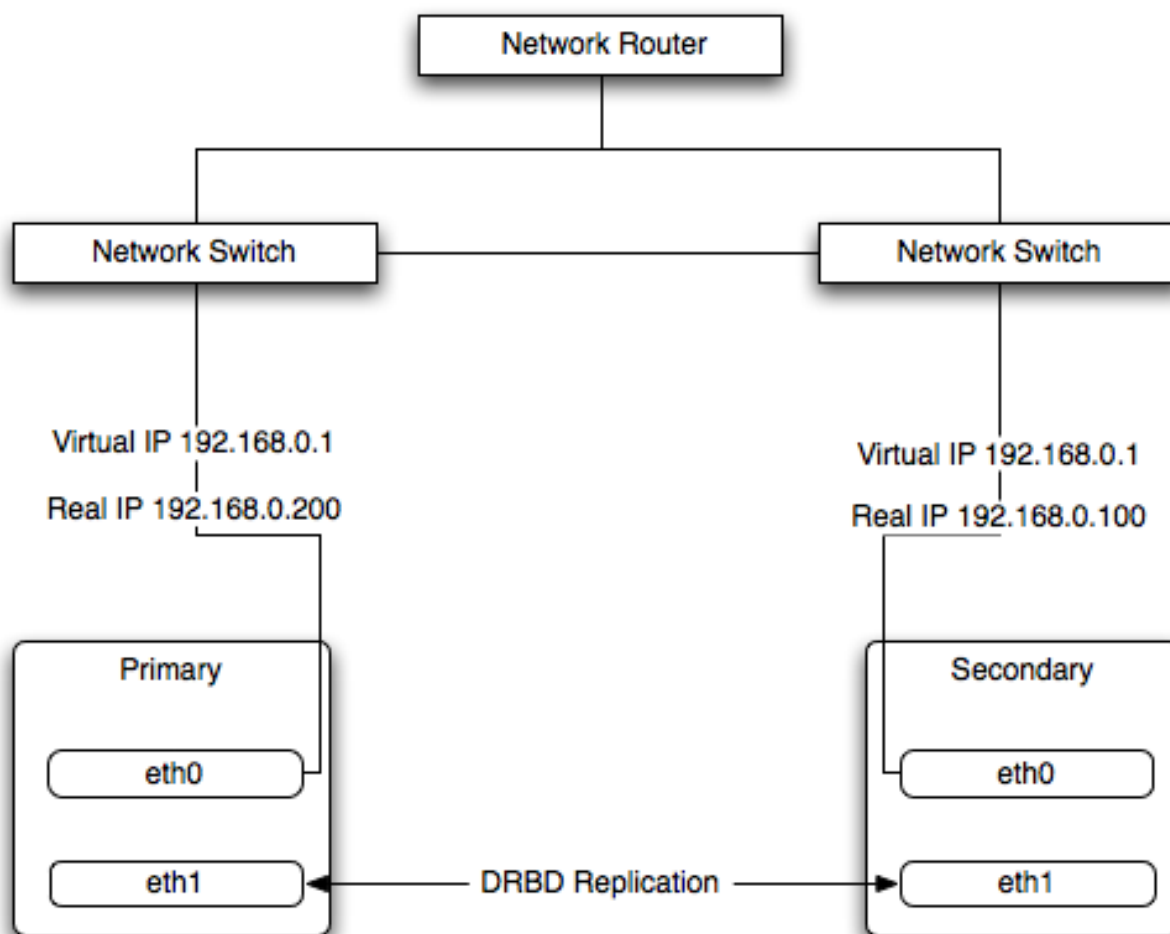 Network Router
Network Switch
Network Switch
Virtual IP 192.168.0.1
Virtual IP 192.168.0.1
Real IP 192.168.0.200
Real IP 192.168.0.100
Primary
Secondary
eth0
eth0
eth1
DRBD Replication
eth1